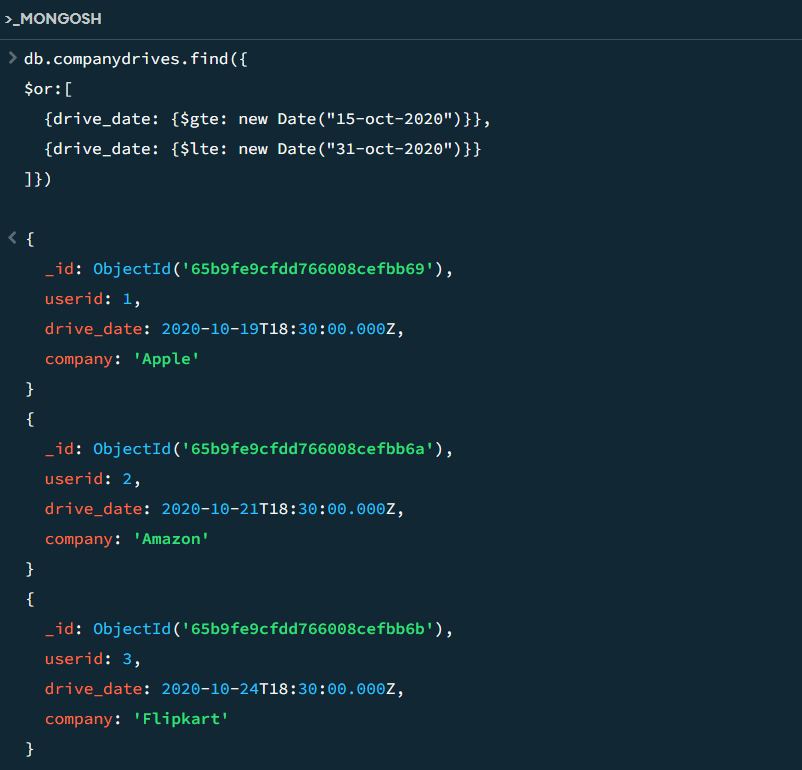 >_MONGOSH
> db.companydrives.find({
$or:[
{drive_date: {$gte: new Date("15-oct-2020")}},
{drive_date: {$lte: new Date("31-oct-2020")}}
]})
< {
_id: ObjectId('65b9fe9cfdd766008cefbb69'),
userid: 1,
drive_date: 2020-10-19T18:30:00.000Z,
company: 'Apple'
}
{
_id: ObjectId('65b9fe9cfdd766008cefbb6a'),
userid: 2,
drive_date: 2020-10-21T18:30:00.000Z,
company: 'Amazon'
}
{
_id: ObjectId('65b9fe9cfdd766008cefbb6b'),
userid: 3,
drive_date: 2020-10-24T18:30:00.000Z,
company: 'Flipkart'
}